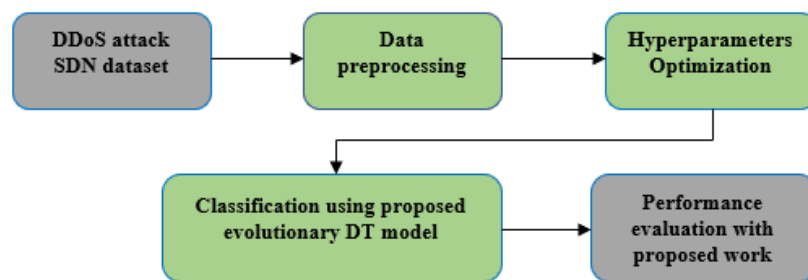 DDoS attack
SDN dataset
Data
preprocessing
Hyperparameters
Optimization
Classification using proposed
evolutionary DT model
Performance
evaluation with
proposed work